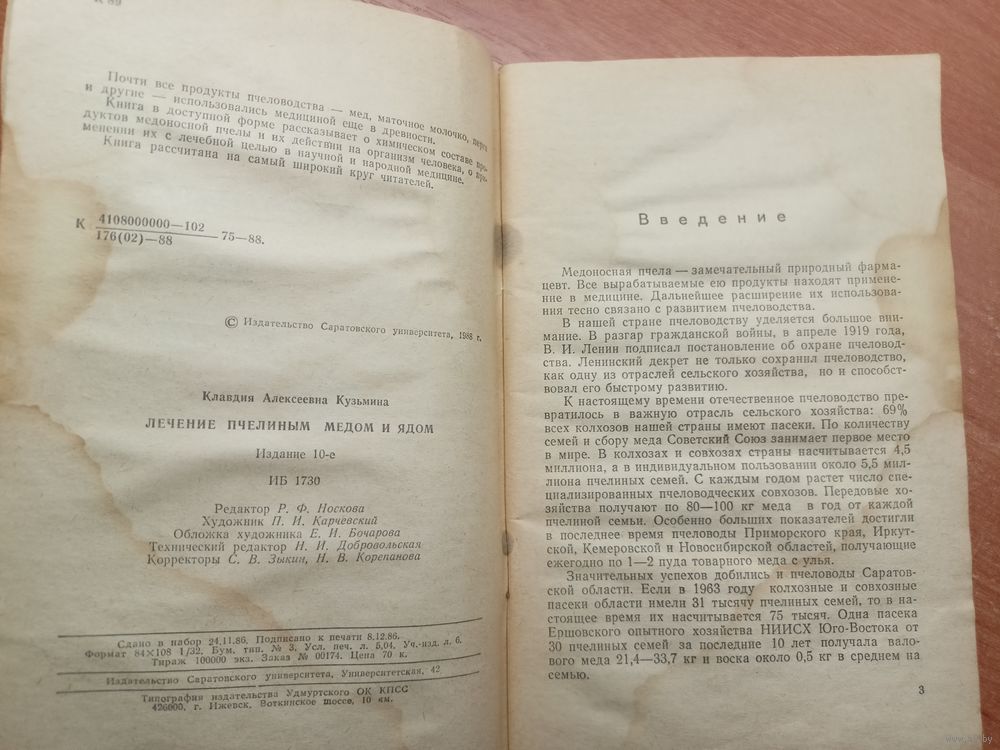 К 89
Почти все продукты пчеловодства — мед, маточное молочко, перга
и другие — использовались медициной еще в древности.
Книга в доступной форме рассказывает о химическом составе про-
дуктов медоносной пчелы и их действии на организм человека, о при-
менении их с лечебной целью в научной и народной медицине.
Книга рассчитана на самый широкий круг читателей.
К 4108000000—102
176(02)—88 75—88.
© Издательство Саратовского университета, 1988 г.
Клавдия Алексеевна Кузьмина
ЛЕЧЕНИЕ ПЧЕЛИНЫМ МЕДОМ И ЯДОМ
Издание 10-е
ИБ 1730
Редактор Р. Ф. Носкова
Художник П. И. Карчевский
Обложка художника Е. И. Бочарова
Технический редактор Н. И. Добровольская
Корректоры С. В. Зыкин, Н. В. Корепанова
Сдано в набор 24.11.86. Подписано к печати 8.12.86.
Формат 84×108 1/32. Бум. тип. № 3. Усл. печ. л. 5,04. Уч.-изд. л. 6.
Тираж 100000 экз. Заказ № 00174. Цена 70 к.
Издательство Саратовского университета, Университетская, 42
Типография издательства Удмуртского ОК КПСС
426000, г. Ижевск, Воткинское шоссе, 10 км.
Введение
Медоносная пчела — замечательный природный фарма-
цевт. Все вырабатываемые ею продукты находят примене-
ние в медицине. Дальнейшее расширение их использова-
ния тесно связано с развитием пчеловодства.
В нашей стране пчеловодству уделяется большое вни-
мание. В разгар гражданской войны, в апреле 1919 года,
В. И. Ленин подписал постановление об охране пчеловод-
ства. Ленинский декрет не только сохранил пчеловодство,
как одну из отраслей сельского хозяйства, но и способст-
вовал его быстрому развитию.
К настоящему времени отечественное пчеловодство пре-
вратилось в важную отрасль сельского хозяйства: 69%
всех колхозов нашей страны имеют пасеки. По количеству
семей и сбору меда Советский Союз занимает первое место
в мире. В колхозах и совхозах страны насчитывается 4,5
миллиона, а в индивидуальном пользовании около 5,5 мил-
лиона пчелиных семей. С каждым годом растет число спе-
циализированных пчеловодческих совхозов. Передовые хо-
зяйства получают по 80—100 кг меда в год от каждой
пчелиной семьи. Особенно больших показателей достигли
в последнее время пчеловоды Приморского края, Иркут-
ской, Кемеровской и Новосибирской областей, получающие
ежегодно по 1—2 пуда товарного меда с улья.
Значительных успехов добились и пчеловоды Саратов-
ской области. Если в 1963 году колхозные и совхозные
пасеки области имели 31 тысячу пчелиных семей, то в на-
стоящее время их насчитывается 75 тысяч. Одна пасека
Ершовского опытного хозяйства НИИСХ Юго-Востока от
30 пчелиных семей за последние 10 лет получала вало-
вого меда 21,4—33,7 кг и воска около 0,5 кг в среднем на
семью.
3